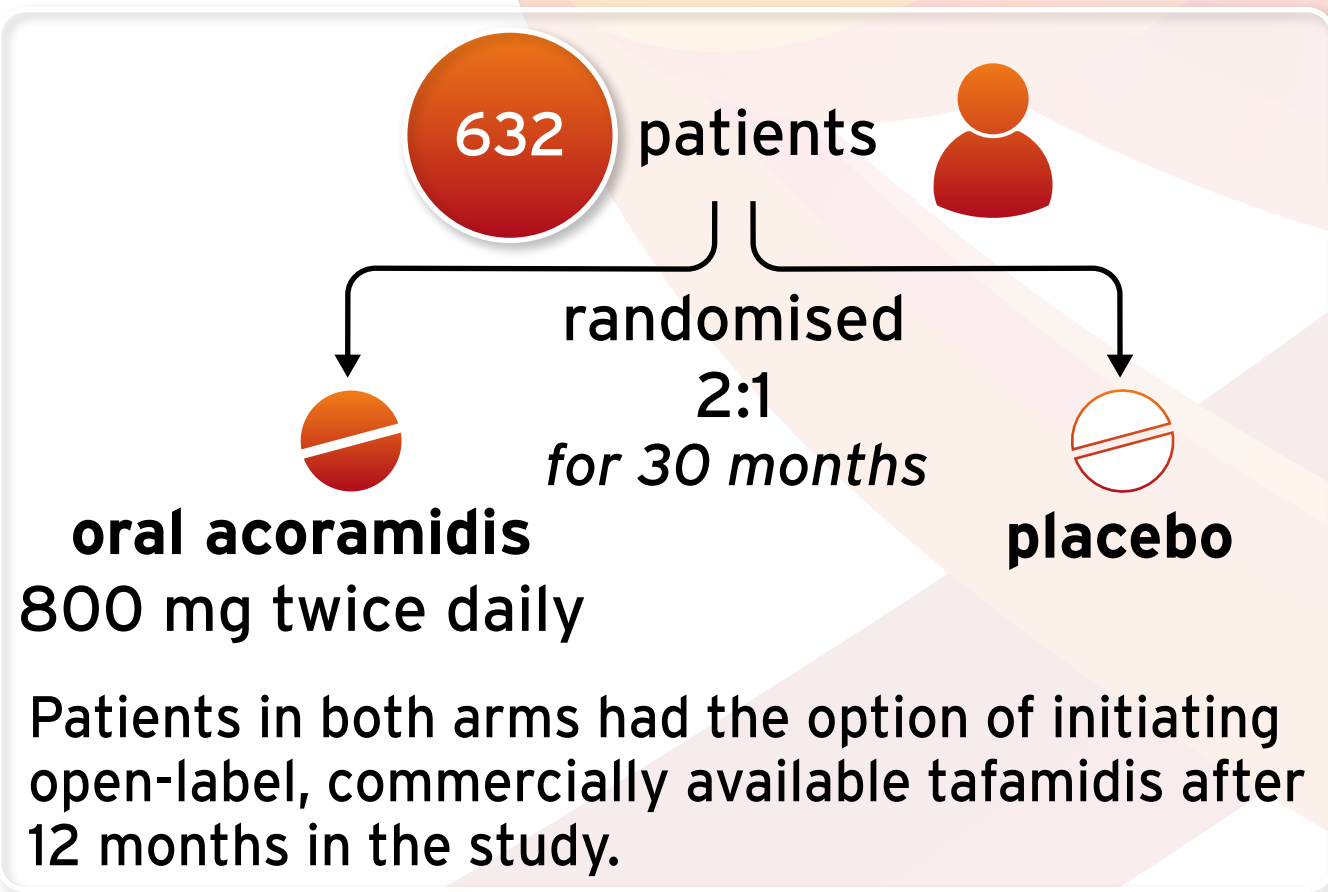 632 patients
randomised
2:1
for 30 months
oral acoramidis
800 mg twice daily
placebo
Patients in both arms had the option of initiating
open-label, commercially available tafamidis after
12 months in the study.